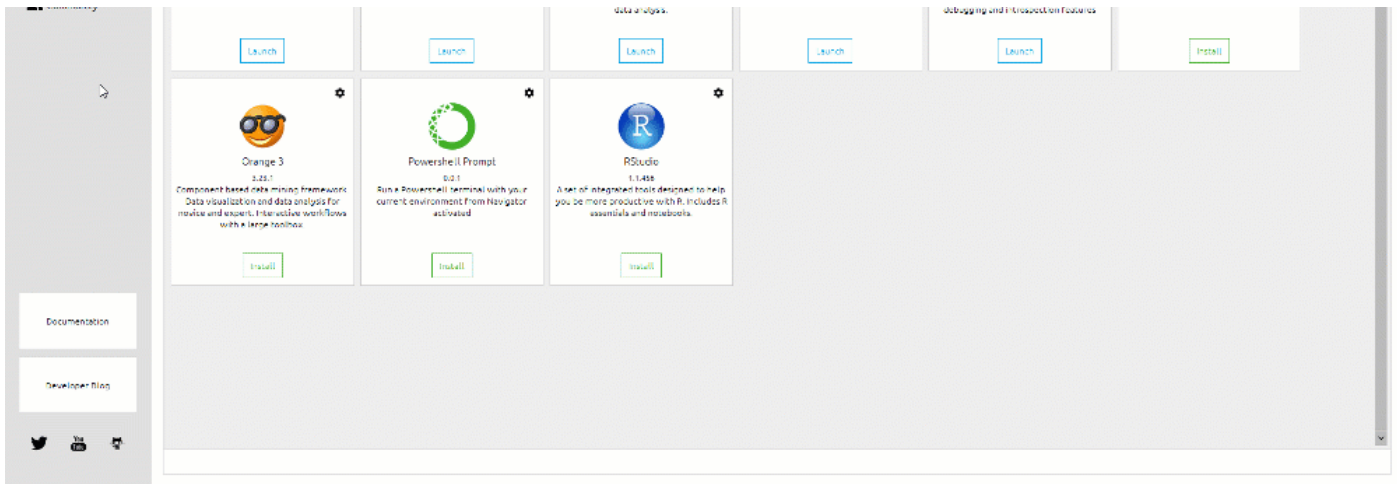 Community
data analysis.
debugging and introspection features
Launch
Launch
Launch
Launch
Launch
Install
Orange 3
3.23.1
Component based data mining framework.
Data visualization and data analysis for
novice and expert. Interactive workflows
with a large toolbox
Install
Powershell Prompt
0.0.1
Run a Powershell terminal with your
current environment from Navigator
activated
Install
R
RStudio
1.1.456
A set of integrated tools designed to help
you be more productive with R. Includes R
essentials and notebooks.
Install
Documentation
Developer Blog
You
Tube